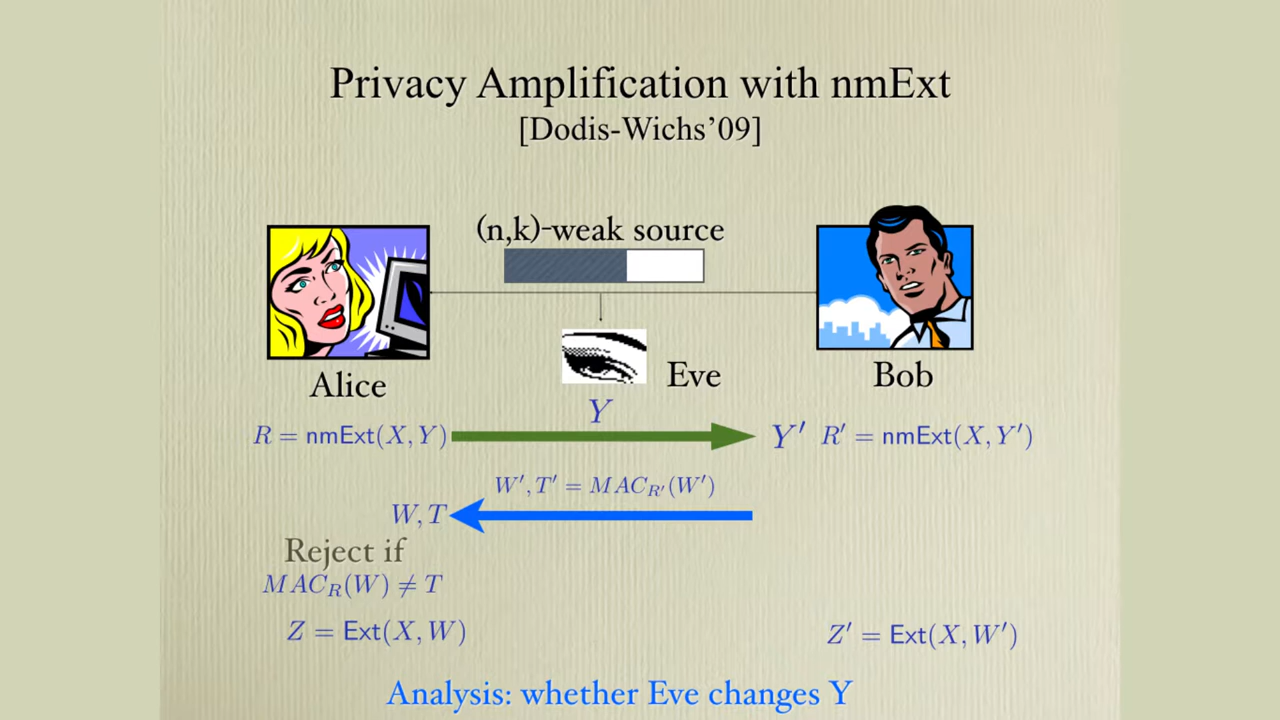 Privacy Amplification with nmExt
[Dodis-Wichs’09]
(n,k)-weak source
Alice
Eve
Bob
R = nmExt(X, Y)
Y
Y′ R′ = nmExt(X, Y′)
W′, T′ = MAC_{R′}(W′)
W, T
Reject if
MAC_R(W) ≠ T
Z = Ext(X, W)
Z′ = Ext(X, W′)
Analysis: whether Eve changes Y